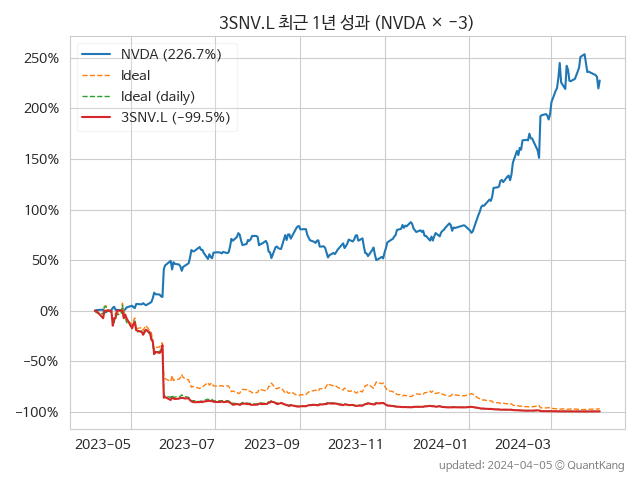 3SNV.L 최근 1년 성과 (NVDA × −3)
NVDA (226.7%)
Ideal
Ideal (daily)
3SNV.L (−99.5%)
250%
200%
150%
100%
50%
0%
−50%
−100%
2023-05 2023-07 2023-09 2023-11 2024-01 2024-03
updated: 2024-04-05 © QuantKang